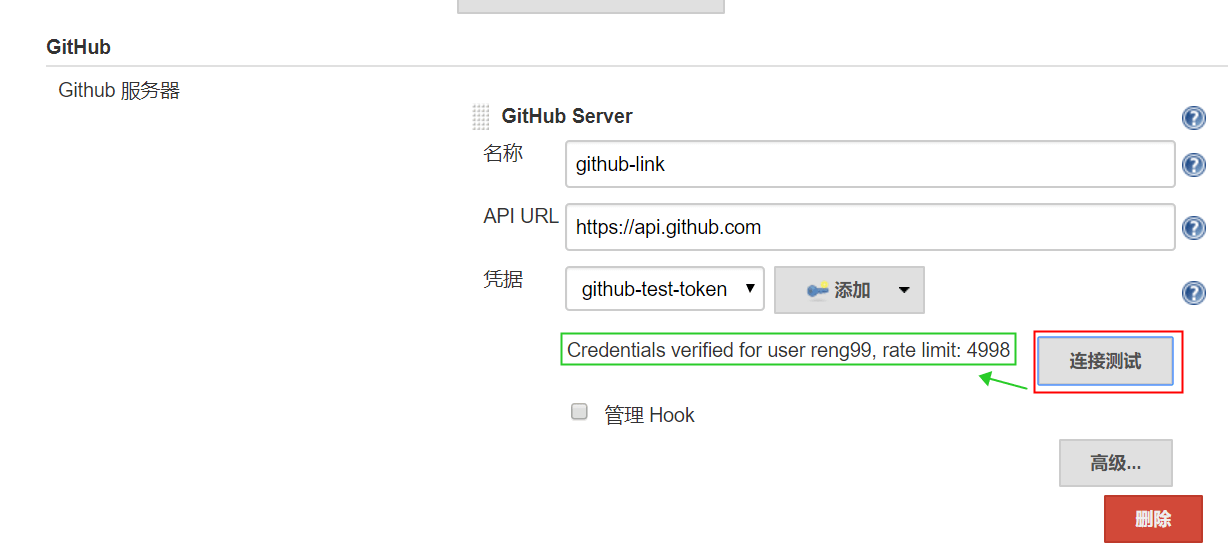 GitHub
Github 服务器
GitHub Server
名称
github-link
API URL
https://api.github.com
凭据
github-test-token
添加
Credentials verified for user reng99, rate limit: 4998
连接测试
管理 Hook
高级...
删除